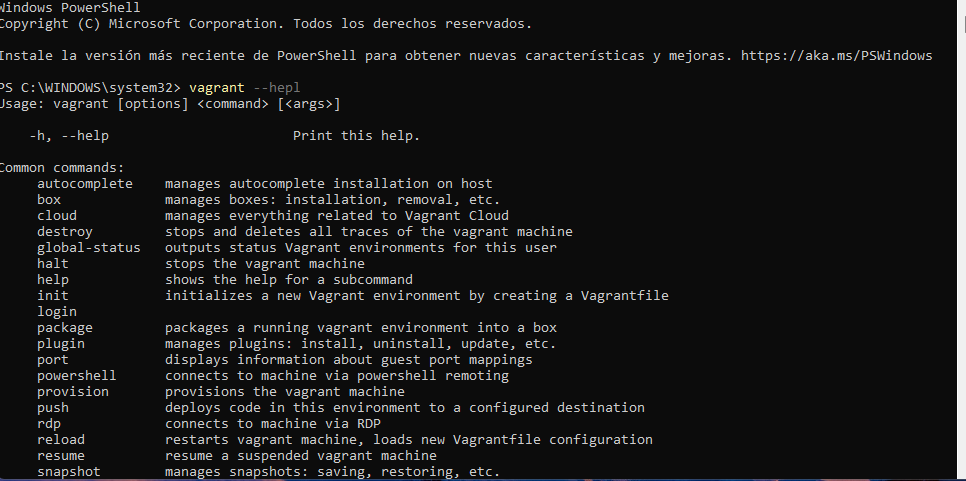 Windows PowerShell
Copyright (C) Microsoft Corporation. Todos los derechos reservados.
Instale la versión más reciente de PowerShell para obtener nuevas características y mejoras. https://aka.ms/PSWindows
PS C:\WINDOWS\system32> vagrant --hepl
Usage: vagrant [options] <command> [<args>]
-h, --help Print this help.
Common commands:
autocomplete manages autocomplete installation on host
box manages boxes: installation, removal, etc.
cloud manages everything related to Vagrant Cloud
destroy stops and deletes all traces of the vagrant machine
global-status outputs status Vagrant environments for this user
halt stops the vagrant machine
help shows the help for a subcommand
init initializes a new Vagrant environment by creating a Vagrantfile
login
package packages a running vagrant environment into a box
plugin manages plugins: install, uninstall, update, etc.
port displays information about guest port mappings
powershell connects to machine via powershell remoting
provision provisions the vagrant machine
push deploys code in this environment to a configured destination
rdp connects to machine via RDP
reload restarts vagrant machine, loads new Vagrantfile configuration
resume resume a suspended vagrant machine
snapshot manages snapshots: saving, restoring, etc.